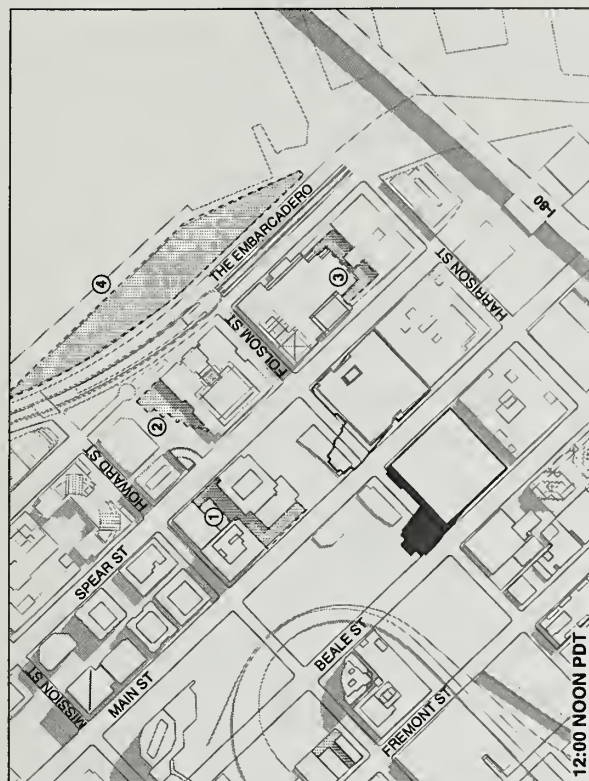 ④
THE EMBARCADERO
③
I-80
HARRISON ST
FOLSOM ST
②
HOWARD ST
①
SPEAR ST
MISSION ST
MAIN ST
BEALE ST
FREMONT ST
12:00 NOON PDT